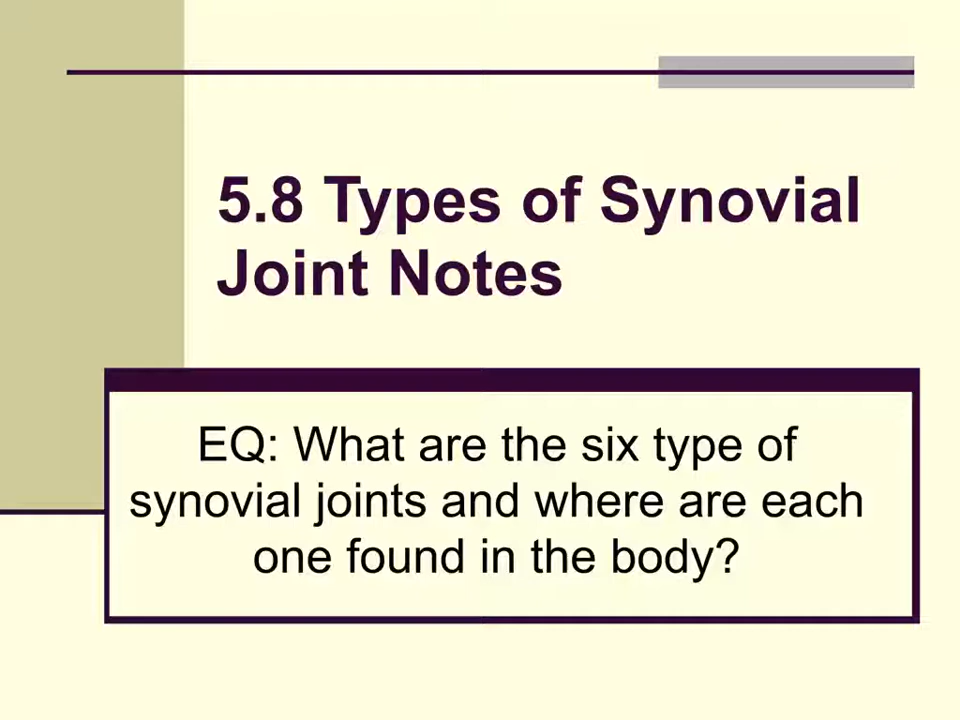 5.8 Types of Synovial
Joint Notes
EQ: What are the six type of
synovial joints and where are each
one found in the body?